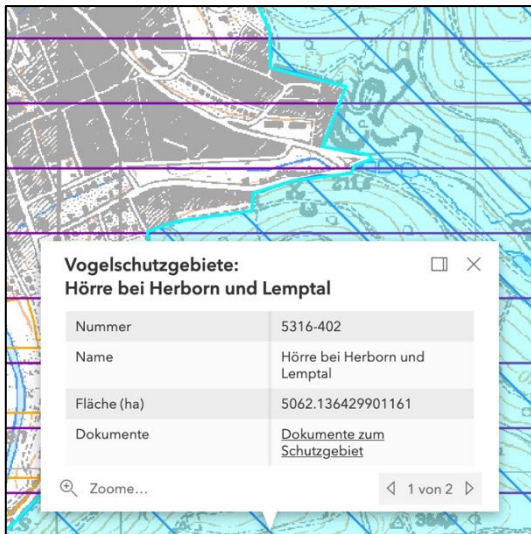 Vogelschutzgebiete:
Hörre bei Herborn und Lemptal
Nummer 5316-402
Name Hörre bei Herborn und
Lemptal
Fläche (ha) 5062.136429901161
Dokumente Dokumente zum
Schutzgebiet
Zoome... 1 von 2